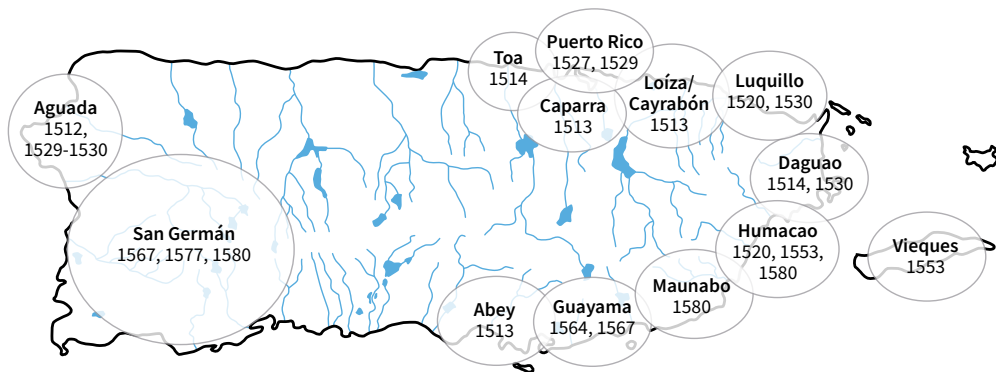 Puerto Rico
1527, 1529
Toa
1514
Loíza/
Cayrabón
1513
Luquillo
1520, 1530
Aguada
1512,
1529-1530
Caparra
1513
Daguao
1514, 1530
San Germán
1567, 1577, 1580
Humacao
1520, 1553,
1580
Vieques
1553
Maunabo
1580
Abey
1513
Guayama
1564, 1567